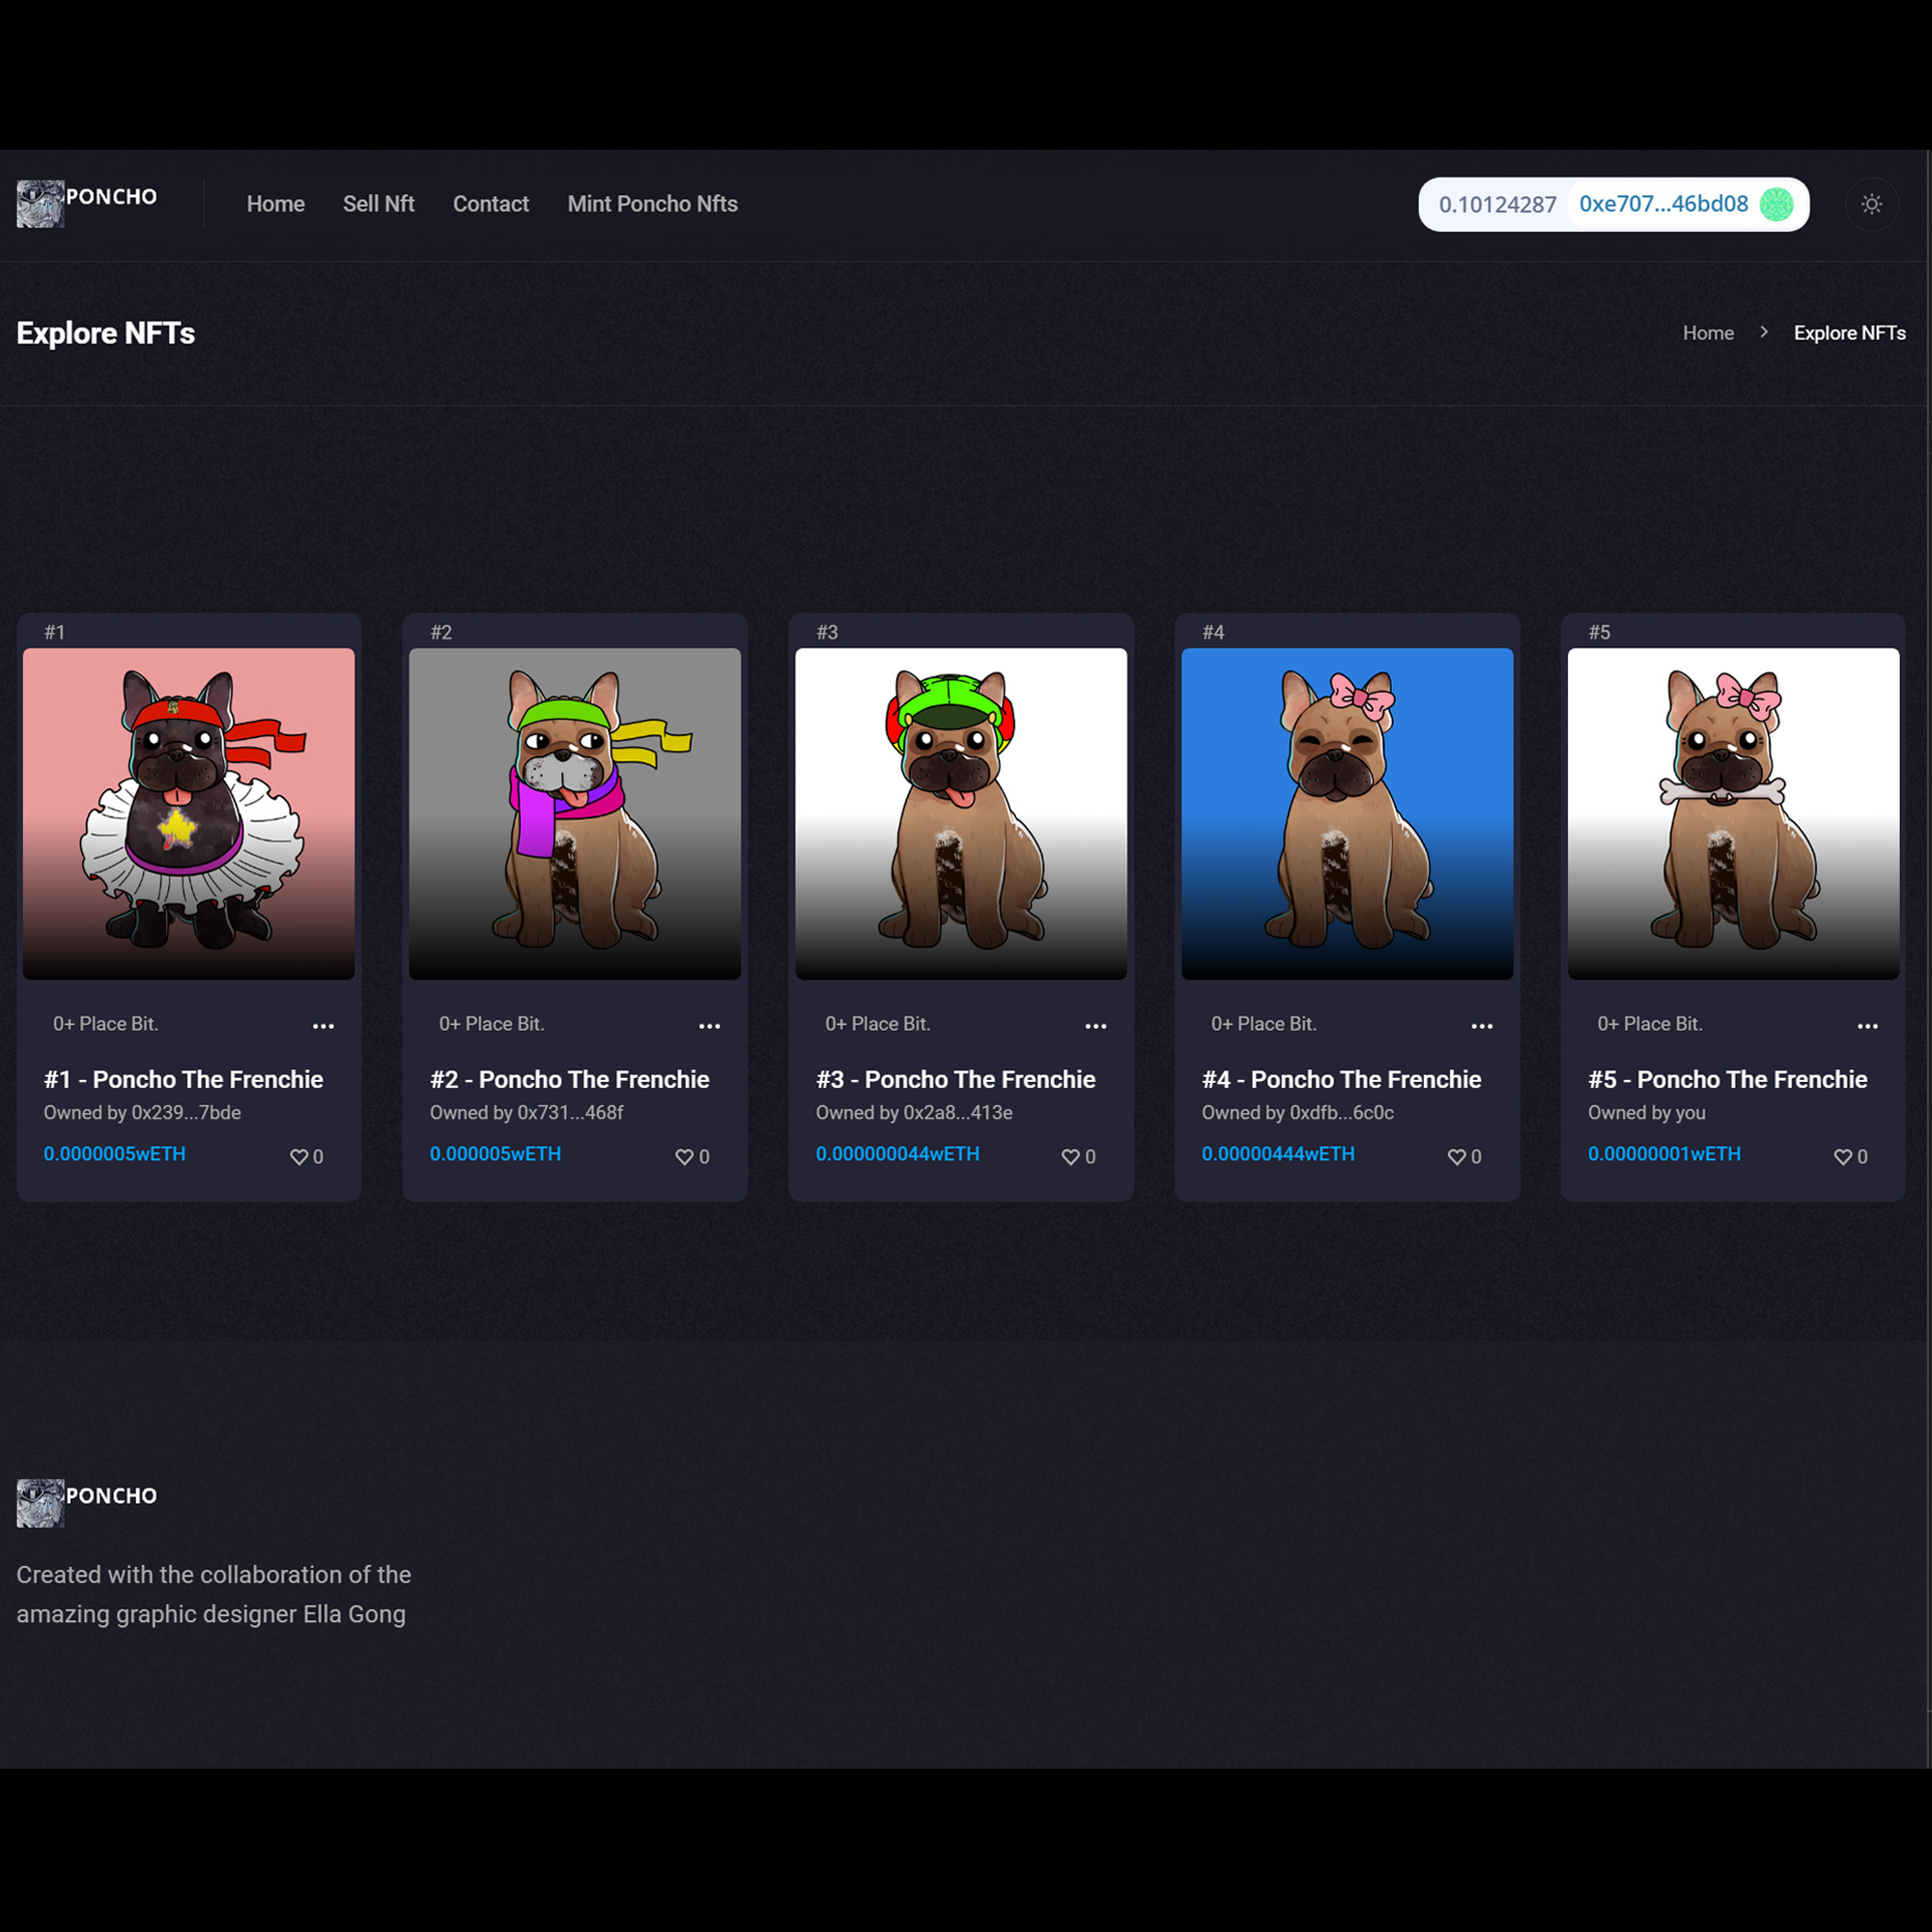 PONCHO
Home Sell Nft Contact Mint Poncho Nfts
0.10124287 0xe707...46bd08
Explore NFTs
Home > Explore NFTs
#1
#2
#3
#4
#5
0+ Place Bit.
0+ Place Bit.
0+ Place Bit.
0+ Place Bit.
0+ Place Bit.
#1 - Poncho The Frenchie
#2 - Poncho The Frenchie
#3 - Poncho The Frenchie
#4 - Poncho The Frenchie
#5 - Poncho The Frenchie
Owned by 0x239...7bde
Owned by 0x731...468f
Owned by 0x2a8...413e
Owned by 0xdfb...6c0c
Owned by you
0.0000005wETH 0
0.000005wETH 0
0.000000044wETH 0
0.00000444wETH 0
0.00000001wETH 0
PONCHO
Created with the collaboration of the
amazing graphic designer Ella Gong